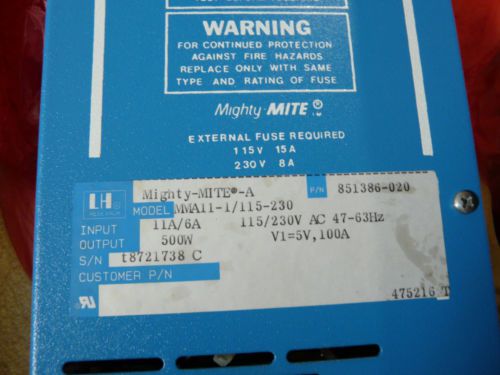 WARNING
FOR CONTINUED PROTECTION
AGAINST FIRE HAZARDS
REPLACE ONLY WITH SAME
TYPE AND RATING OF FUSE
Mighty-MITE ®
EXTERNAL FUSE REQUIRED
115V 15A
230V 8A
LH Mighty-MITE®-A P/N 851386-020
MODEL MMA11-1/115-230
INPUT 11A/6A 115/230V AC 47-63Hz
OUTPUT 500W V1=5V,100A
S/N t8721738 C
CUSTOMER P/N
475216 T